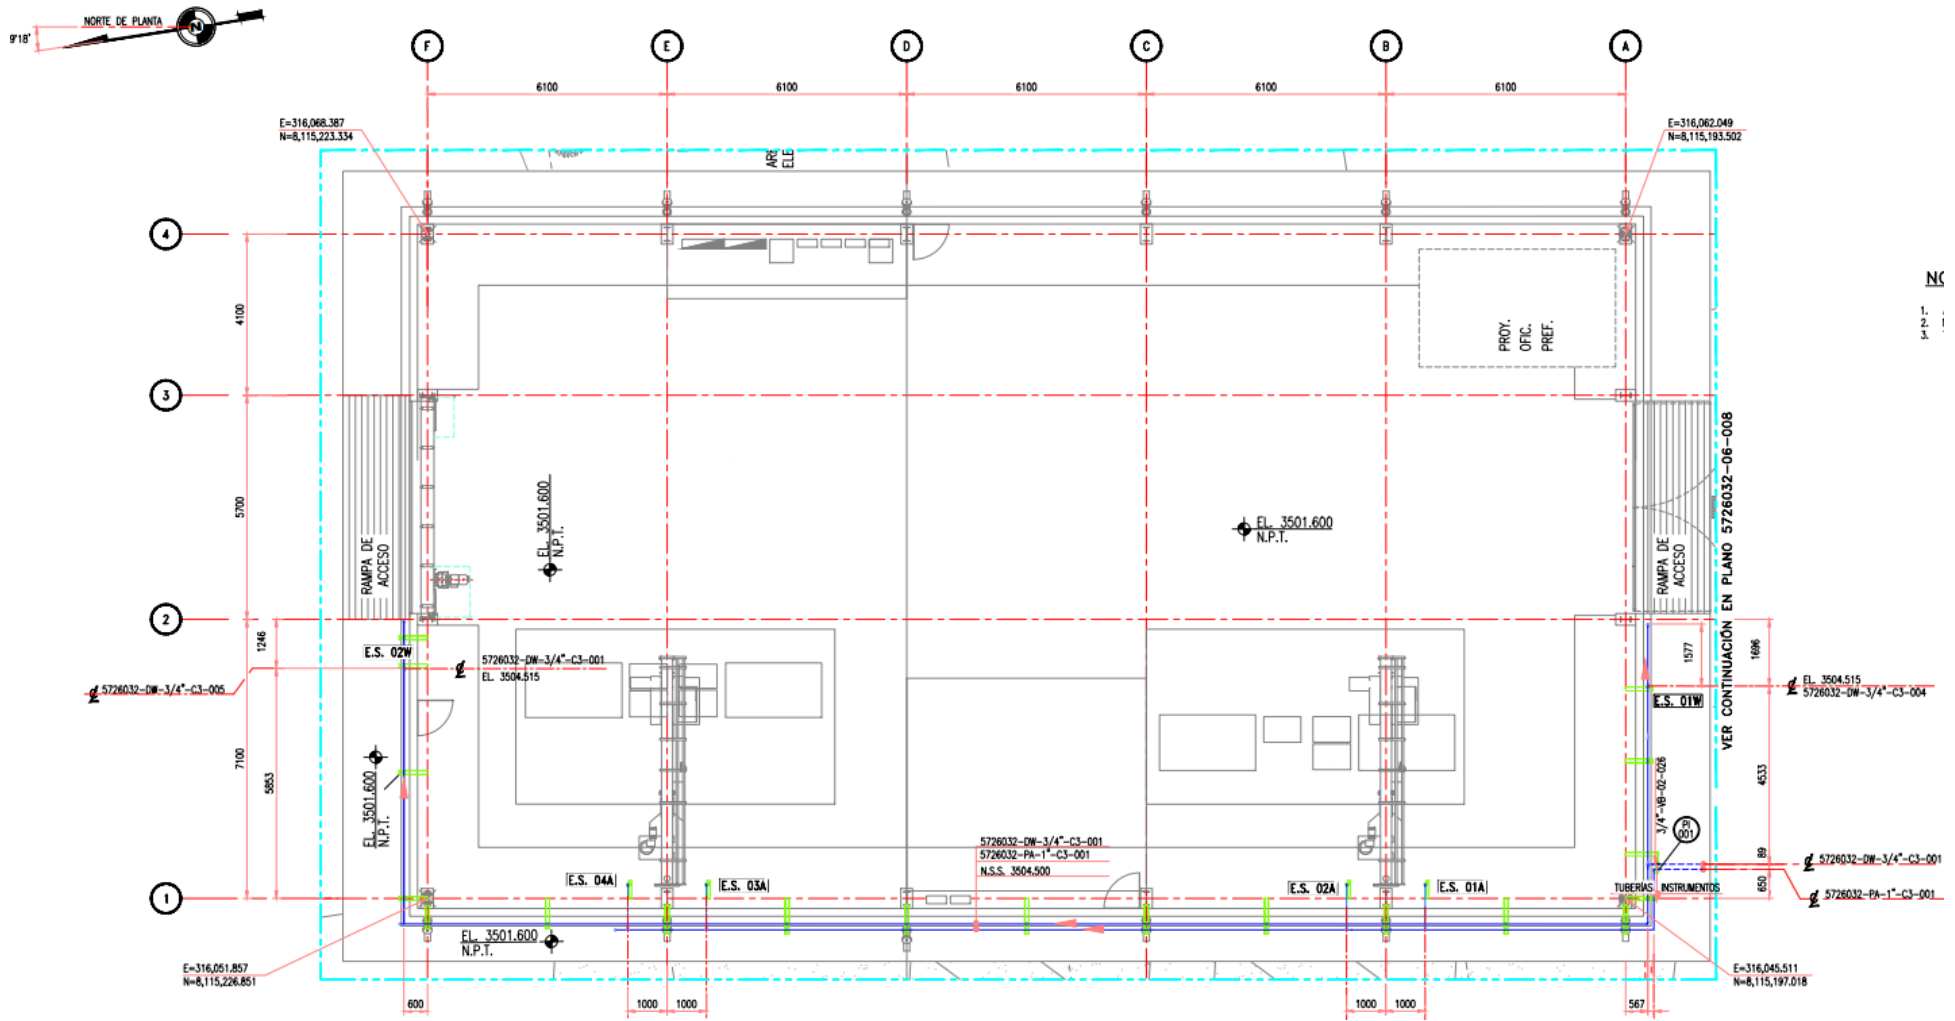 NORTE DE PLANTA
N
9°18'
F
E
D
C
B
A
6100
6100
6100
6100
6100
E=316,068.387
N=8,115,223.334
E=316,062.049
N=8,115,193.502
4
3
2
1
4100
5700
7100
1246
5853
PROY.
OFIC.
PREF.
RAMPA DE
ACCESO
EL. 3501.600
N.P.T.
EL. 3501.600
N.P.T.
RAMPA DE
ACCESO
VER CONTINUACIÓN EN PLANO 5726032-06-008
E.S. 02W
5726032-DW-3/4"-C3-001
EL. 3504.515
5726032-DW-3/4"-C3-005
1577
1696
EL. 3504.515
5726032-DW-3/4"-C3-004
E.S. 01W
EL. 3501.600
N.P.T.
3/4"-VB-02-026
PI
001
4533
89
650
5726032-DW-3/4"-C3-001
5726032-PA-1"-C3-001
5726032-DW-3/4"-C3-001
5726032-PA-1"-C3-001
N.S.S. 3504.500
E.S. 04A
E.S. 03A
E.S. 02A
E.S. 01A
TUBERÍAS
INSTRUMENTOS
EL. 3501.600
N.P.T.
E=316,051.857
N=8,115,226.851
E=316,045.511
N=8,115,197.018
600
1000
1000
1000
1000
567
1.
2.